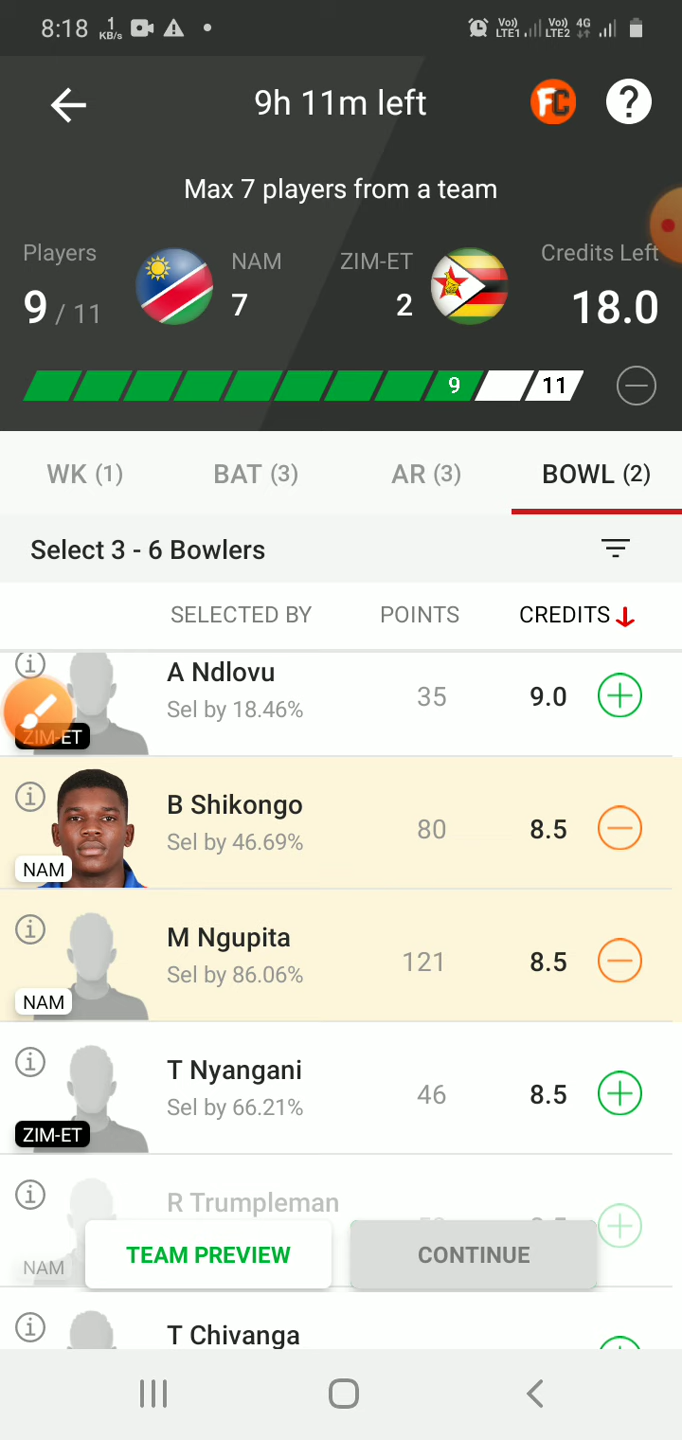 8:18 1 KB/s Vo)) LTE1 Vo)) LTE2 4G
9h 11m left FC ?
Max 7 players from a team
Players NAM ZIM-ET Credits Left
9 / 11 7 2 18.0
9 11
WK (1) BAT (3) AR (3) BOWL (2)
Select 3 - 6 Bowlers
SELECTED BY POINTS CREDITS
A Ndlovu
Sel by 18.46% 35 9.0
ZIM-ET
B Shikongo
Sel by 46.69% 80 8.5
NAM
M Ngupita
Sel by 86.06% 121 8.5
NAM
T Nyangani
Sel by 66.21% 46 8.5
ZIM-ET
R Trumpleman
NAM
TEAM PREVIEW CONTINUE
T Chivanga